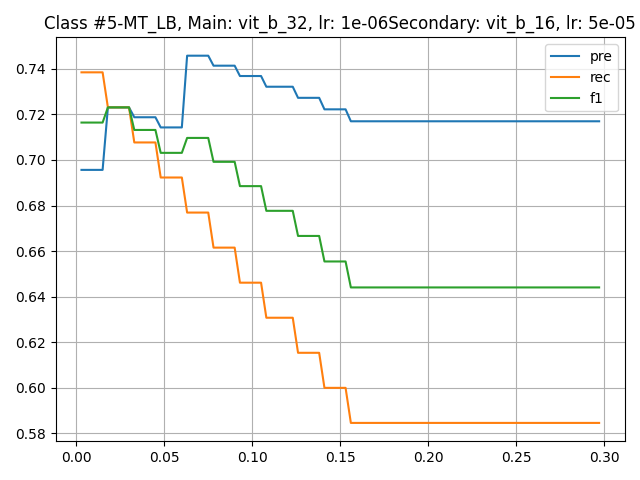 Class #5-MT_LB, Main: vit_b_32, lr: 1e-06Secondary: vit_b_16, lr: 5e-05
pre
rec
f1
0.74
0.72
0.70
0.68
0.66
0.64
0.62
0.60
0.58
0.00 0.05 0.10 0.15 0.20 0.25 0.30